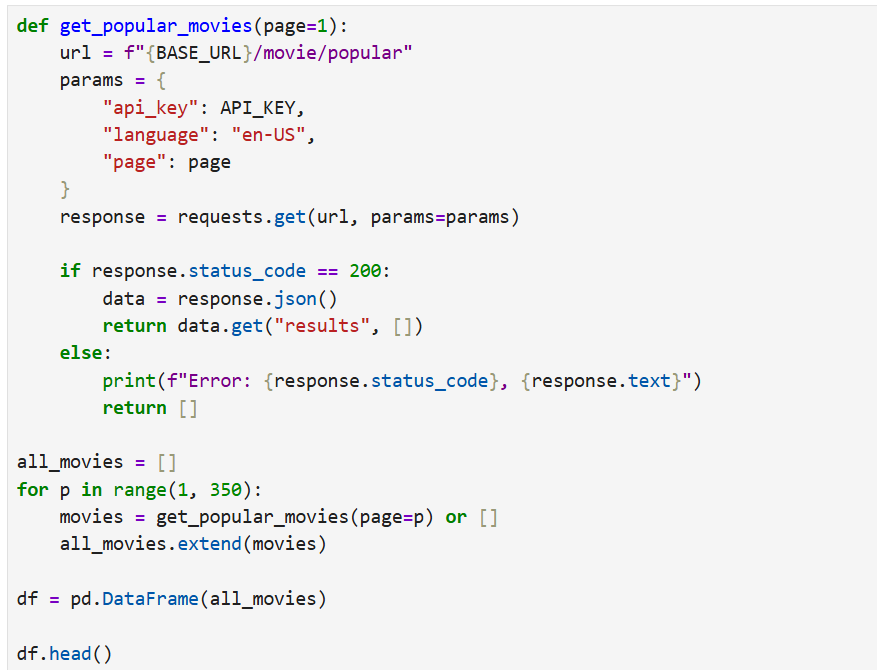 def get_popular_movies(page=1):
    url = f"{BASE_URL}/movie/popular"
    params = {
        "api_key": API_KEY,
        "language": "en-US",
        "page": page
    }
    response = requests.get(url, params=params)

    if response.status_code == 200:
        data = response.json()
        return data.get("results", [])
    else:
        print(f"Error: {response.status_code}, {response.text}")
        return []

all_movies = []
for p in range(1, 350):
    movies = get_popular_movies(page=p) or []
    all_movies.extend(movies)

df = pd.DataFrame(all_movies)

df.head()